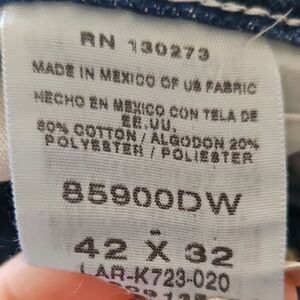 RN 130273
MADE IN MEXICO OF US FABRIC
HECHO EN MEXICO CON TELA DE
EE.UU.
80% COTTON / ALGODON 20%
POLYESTER / POLIESTER
85900DW
42 X 32
LAR-K723-020